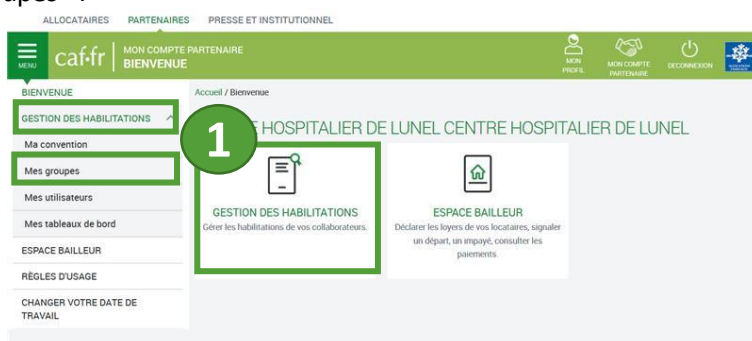 ALLOCATAIRES PARTENAIRES PRESSE ET INSTITUTIONNEL
MENU caf•fr MON COMPTE PARTENAIRE
BIENVENUE
MON PROFIL
MON COMPTE PARTENAIRE
DECONNEXION
BIENVENUE
GESTION DES HABILITATIONS
Ma convention
Mes groupes
Mes utilisateurs
Mes tableaux de bord
ESPACE BAILLEUR
RÈGLES D'USAGE
CHANGER VOTRE DATE DE
TRAVAIL
Accueil / Bienvenue
1
E HOSPITALIER DE LUNEL CENTRE HOSPITALIER DE LUNEL
GESTION DES HABILITATIONS
Gérer les habilitations de vos collaborateurs.
ESPACE BAILLEUR
Déclarer les loyers de vos locataires, signaler
un départ, un impayé, consulter les
paiements.